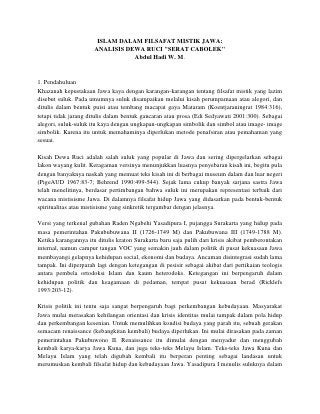 ISLAM DALAM FILSAFAT MISTIK JAWA:
ANALISIS DEWA RUCI "SERAT CABOLEK"
Abdul Hadi W. M.
1. Pendahuluan
Khazanah kepustakaan Jawa kaya dengan karangan-karangan tentang filsafat mistik yang lazim
disebut suluk. Pada umumnya suluk disampaikan melalui kisah perumpamaan atau alegori, dan
ditulis dalam bentuk puisi atau tembang macapat gaya Mataram (Koentjaraningrat 1984:316),
tetapi tidak jarang ditulis dalam bentuk gancaran atau prosa (Edi Sedyawati 2001:300). Sebagai
alegori, suluk-suluk itu kaya dengan ungkapan-ungkapan simbolik dan simbol atau image- image
simbolik. Karena itu untuk memahaminya diperlukan metode penafsiran atau pemahaman yang
sesuai.
Kisah Dewa Ruci adalah salah suluk yang popular di Jawa dan sering dipergelarkan sebagai
lakon wayang kulit. Keragaman versinya menunjukkan luasnya penyebaran kisah ini, begitu pula
dengan banyaknya naskah yang memuat teks kisah ini di berbagai museum dalam dan luar negeri
(PigeAUD 1967:83-7; Behrend 1990:499-544). Sejak lama cukup banyak sarjana sastra Jawa
telah menelitinya, berdasar pertimbangan bahwa suluk ini merupakan representasi terbaik dari
wacana mistisisme Jawa. Di dalamnya filsafat hidup Jawa yang didasarkan pada bentuk-bentuk
spiritualitas atau mistisisme yang sinkretik tergambar dengan jelasnya.
Versi yang terkenal gubahan Raden Ngabehi Yasadipura I, pujangga Surakarta yang hidup pada
masa pemerintahan Pakubuwana II (1726-1749 M) dan Pakubuwana III (1749-1788 M).
Ketika karangannya itu ditulis kraton Surakarta baru saja pulih dari krisis akibat pemberontakan
internal, namun campur tangan VOC yang semakin jauh dalam politik di pusat kekuasaan Jawa
membayangi gelapnya kehidupan social, ekonomi dan budaya. Ancaman disintegrasi sudah lama
tampak. Ini diperparah lagi dengan ketegangan di pesisir sebagai akibat dari pertikaian teologis
antara pembela ortodoksi Islam dan kaum heterodoks. Ketegangan ini berpengaruh dalam
kehidupan politik dan keagamaan di pedaman, tempat pusat kekuasaan berad (Ricklefs
1993:203-12).
Krisis politik ini tentu saja sangat berpengaruh bagi perkembangan kebudayaan. Masyarakat
Jawa mulai merasakan kehilangan orientasi dan krisis identitas mulai tampak dalam pola hidup
dan perkembangan kesenian. Untuk memulihkan kondisi budaya yang parah itu, sebuah gerakan
semacam renaissance (kebangkitan kembali) budaya diperlukan. Ini mulai dirasakan pada zaman
pemerintahan Pakubuwono II. Renaissance itu dimulai dengan menyadur dan menggubah
kembali karya-karya Jawa Kuna, dan juga teks-teks Melayu Islam. Teks-teks Jawa Kuna dan
Melayu Islam yang telah digubah kembali itu berperan penting sebagai landasan untuk
merumuskan kembali filsafat hidup dan kebudayaan Jawa. Yasadipura I menulis suluknya dalam